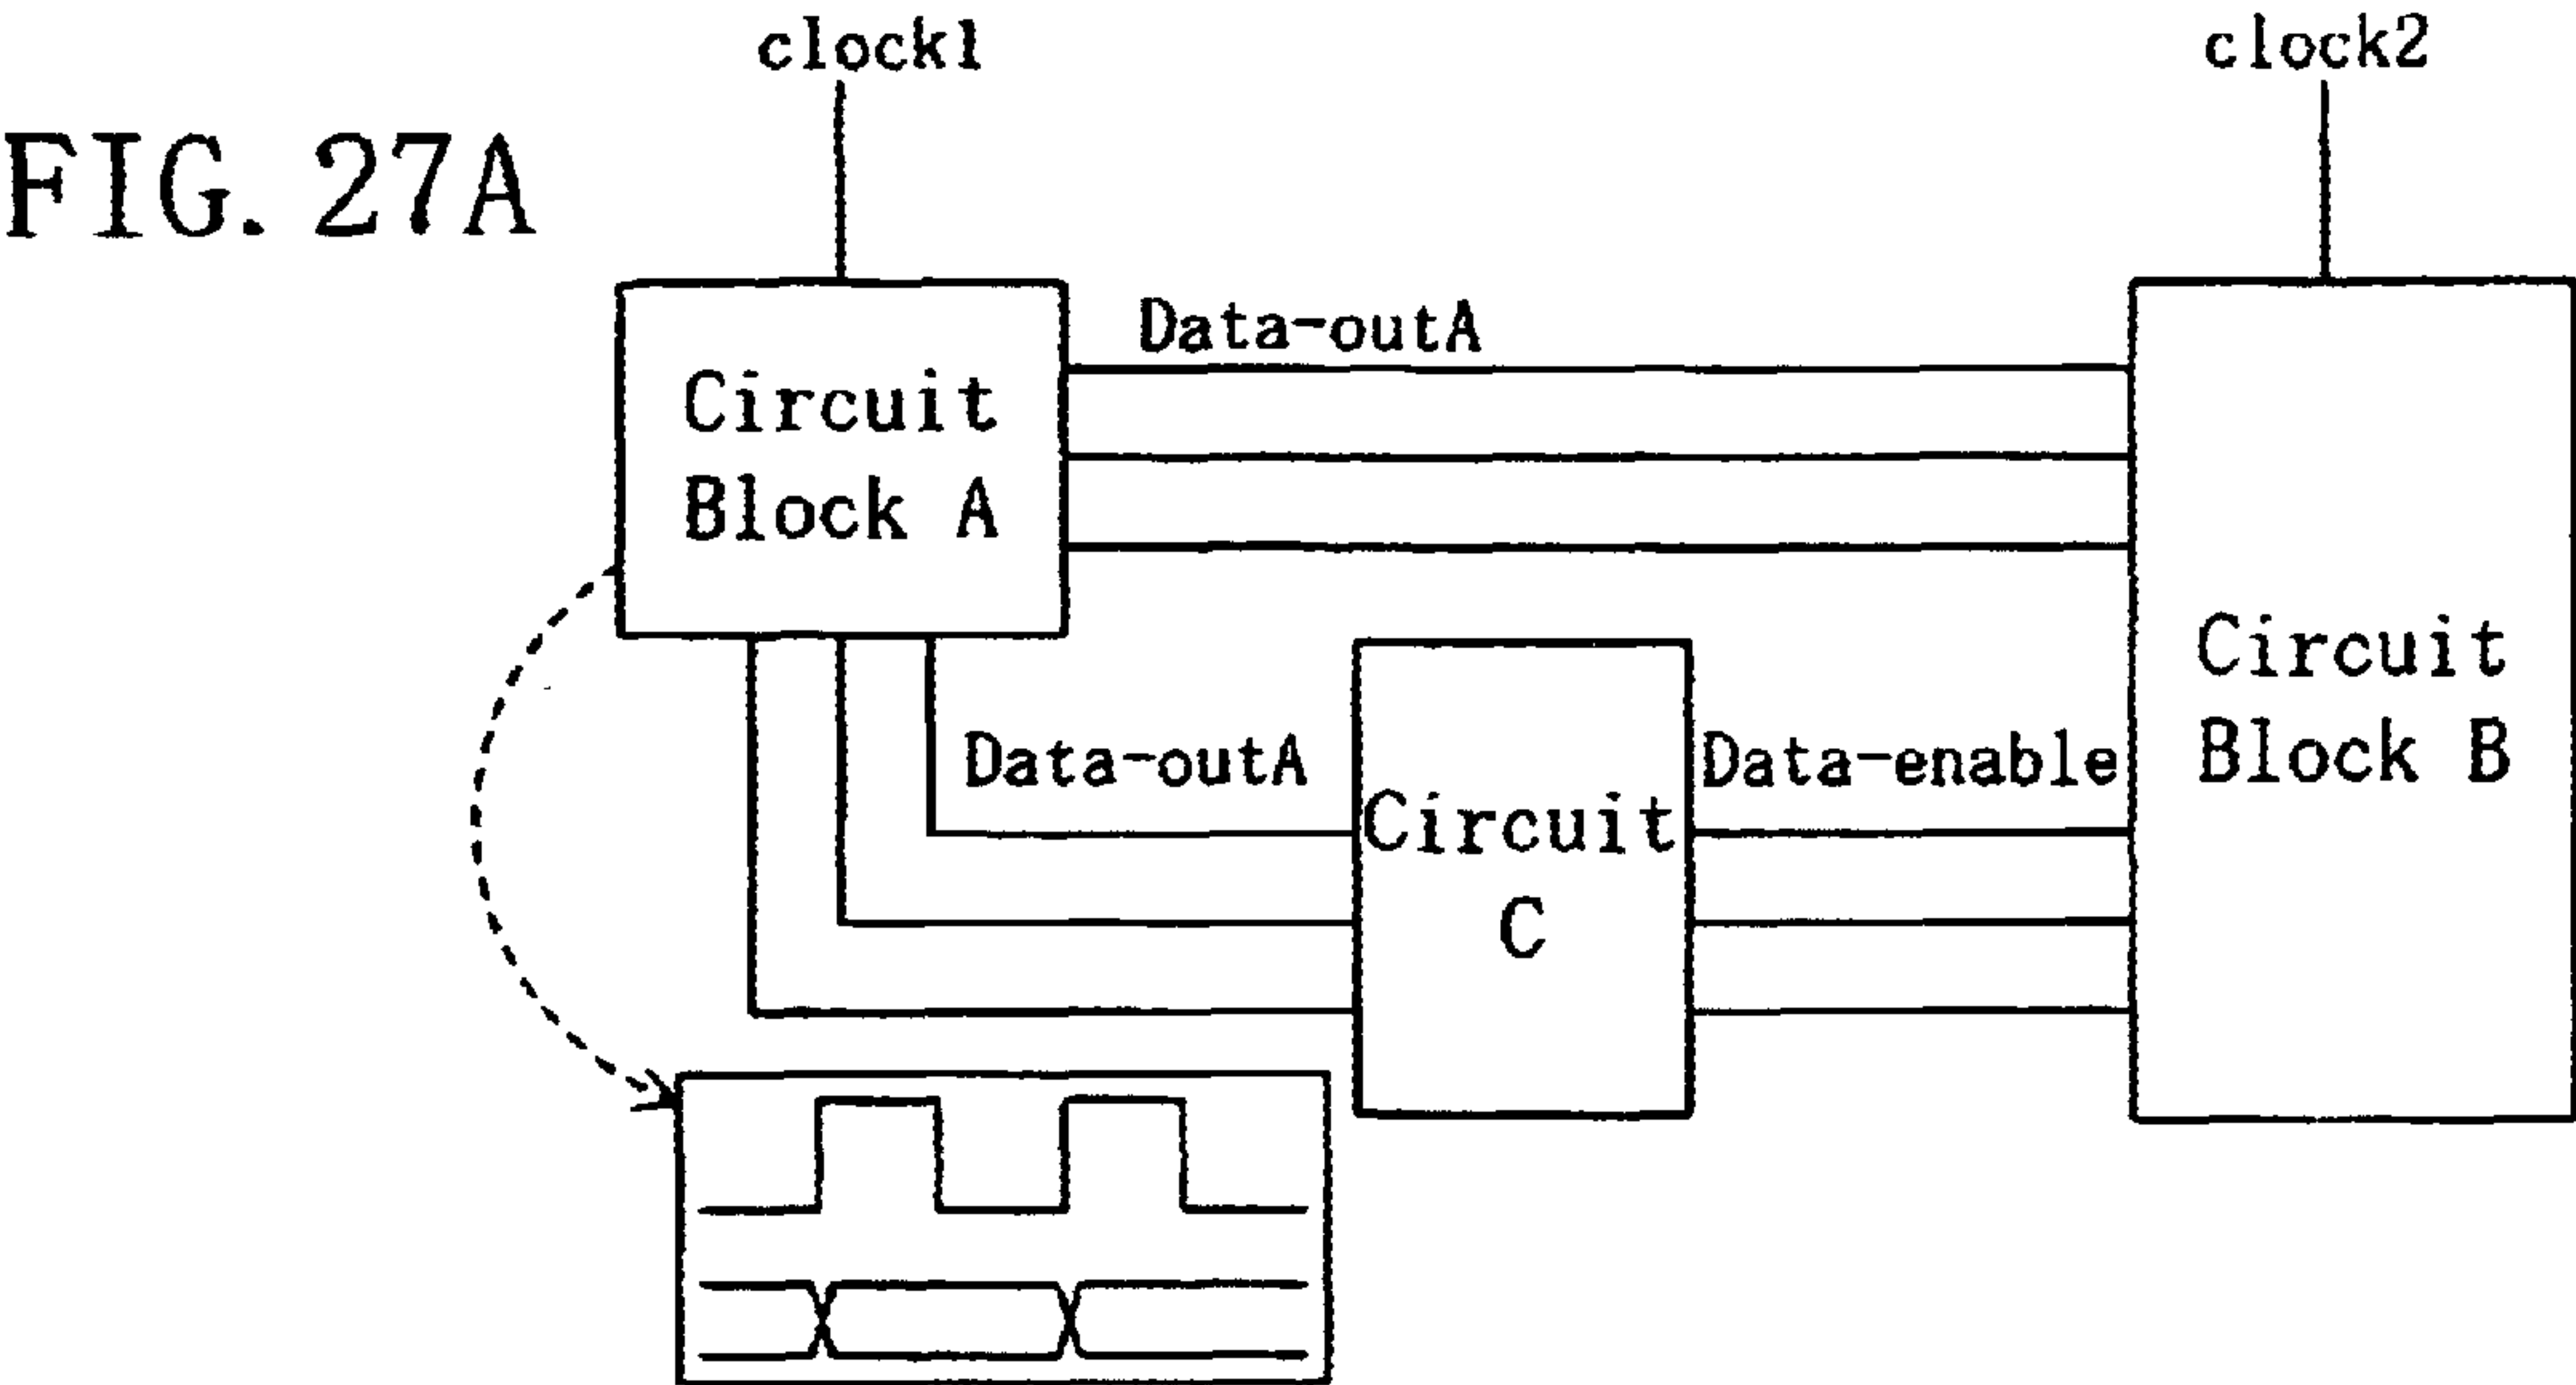 clock1
clock2
FIG. 27A
Data-outA
Circuit
Block A
Circuit
Block B
Data-outA
Data-enable
Circuit
C